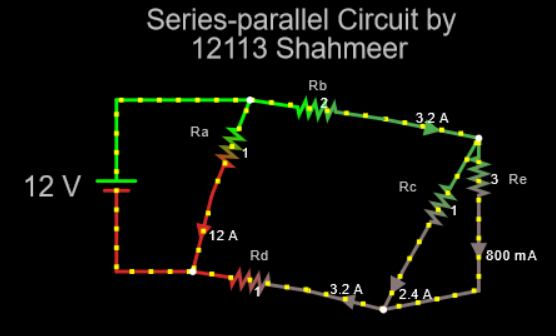 Series-parallel Circuit by
12113 Shahmeer
Rb
2
3.2 A
Ra
1
12 V
Rc
1
3 Re
12 A
Rd
1
3.2 A
2.4 A
800 mA